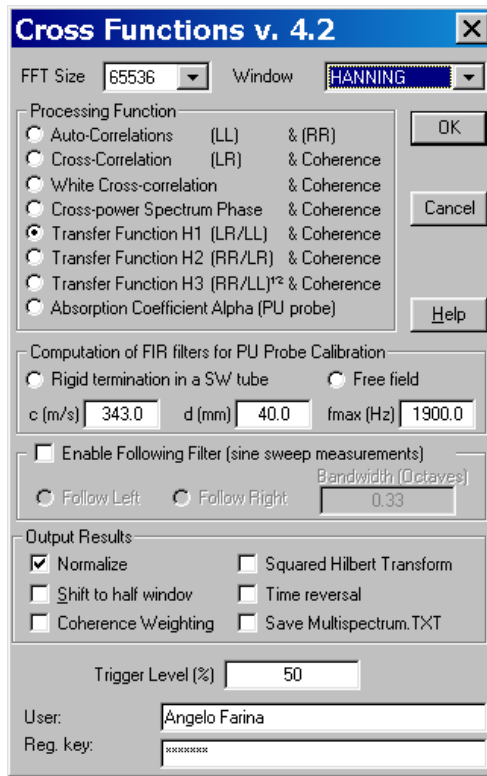 Cross Functions v. 4.2
FFT Size 65536 Window HANNING
Processing Function
Auto-Correlations (LL) & (RR)
OK
Cross-Correlation (LR) & Coherence
White Cross-correlation & Coherence
Cross-power Spectrum Phase & Coherence
Cancel
Transfer Function H1 (LR/LL) & Coherence
Transfer Function H2 (RR/LR) & Coherence
Transfer Function H3 (RR/LL)¹² & Coherence
Absorption Coefficient Alpha (PU probe)
Help
Computation of FIR filters for PU Probe Calibration
Rigid termination in a SW tube Free field
c (m/s) 343.0 d (mm) 40.0 fmax (Hz) 1900.0
Enable Following Filter (sine sweep measurements)
Bandwidth (Octaves)
Follow Left Follow Right 0.33
Output Results
Normalize Squared Hilbert Transform
Shift to half windov Time reversal
Coherence Weighting Save Multispectrum.TXT
Trigger Level (%) 50
User: Angelo Farina
Reg. key: *******